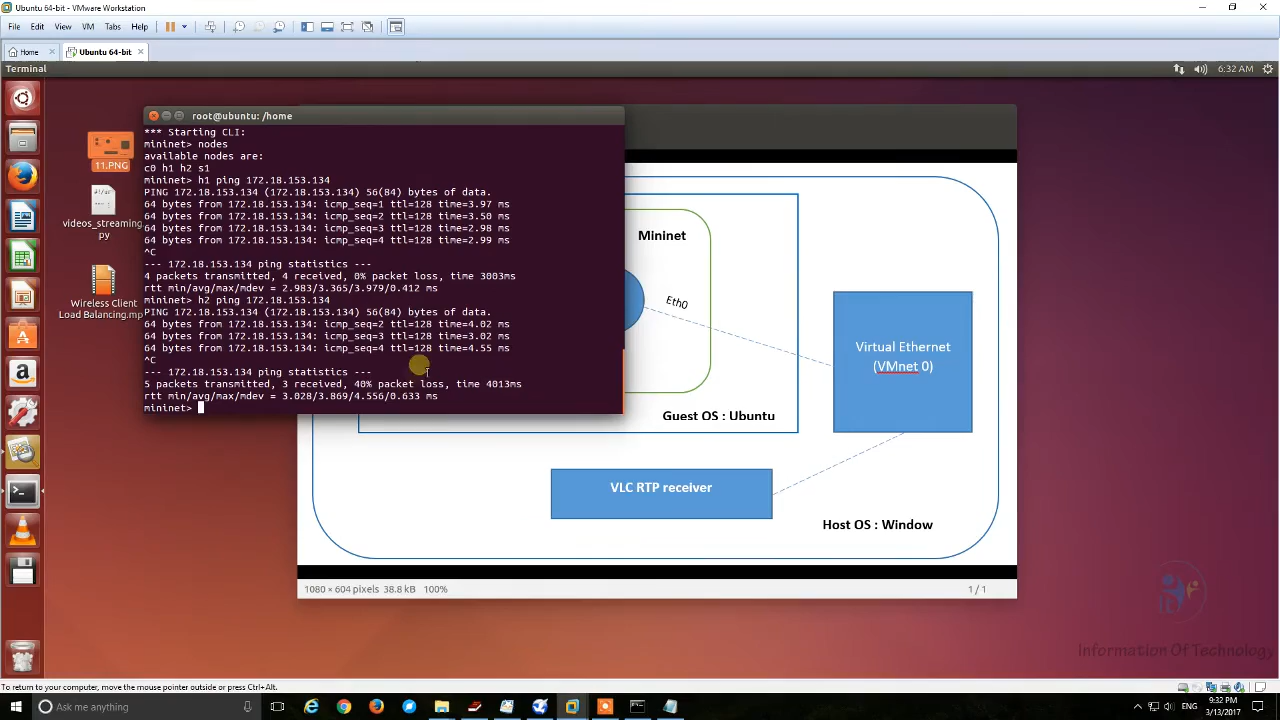 Ubuntu 64-bit - VMware Workstation
File Edit View VM Tabs Help
Home
Ubuntu 64-bit
Terminal
6:32 AM
root@ubuntu: /home
*** Starting CLI:
mininet> nodes
available nodes are:
c0 h1 h2 s1
mininet> h1 ping 172.18.153.134
PING 172.18.153.134 (172.18.153.134) 56(84) bytes of data.
64 bytes from 172.18.153.134: icmp_seq=1 ttl=128 time=3.97 ms
64 bytes from 172.18.153.134: icmp_seq=2 ttl=128 time=3.50 ms
64 bytes from 172.18.153.134: icmp_seq=3 ttl=128 time=2.98 ms
64 bytes from 172.18.153.134: icmp_seq=4 ttl=128 time=2.99 ms
^C
--- 172.18.153.134 ping statistics ---
4 packets transmitted, 4 received, 0% packet loss, time 3003ms
rtt min/avg/max/mdev = 2.983/3.365/3.979/0.412 ms
mininet> h2 ping 172.18.153.134
PING 172.18.153.134 (172.18.153.134) 56(84) bytes of data.
64 bytes from 172.18.153.134: icmp_seq=2 ttl=128 time=4.02 ms
64 bytes from 172.18.153.134: icmp_seq=3 ttl=128 time=3.02 ms
64 bytes from 172.18.153.134: icmp_seq=4 ttl=128 time=4.55 ms
^C
--- 172.18.153.134 ping statistics ---
5 packets transmitted, 3 received, 40% packet loss, time 4013ms
rtt min/avg/max/mdev = 3.028/3.869/4.556/0.633 ms
mininet>
11.PNG
videos_streaming.
py
Wireless Client
Load Balancing.mp
Mininet
Eth0
Virtual Ethernet
(VMnet 0)
Guest OS : Ubuntu
VLC RTP receiver
Host OS : Window
1080 × 604 pixels 38.8 kB 100%
1 / 1
Information Of Technology
To return to your computer, move the mouse pointer outside or press Ctrl+Alt.
Ask me anything
ENG
9:32 PM
3/13/2017